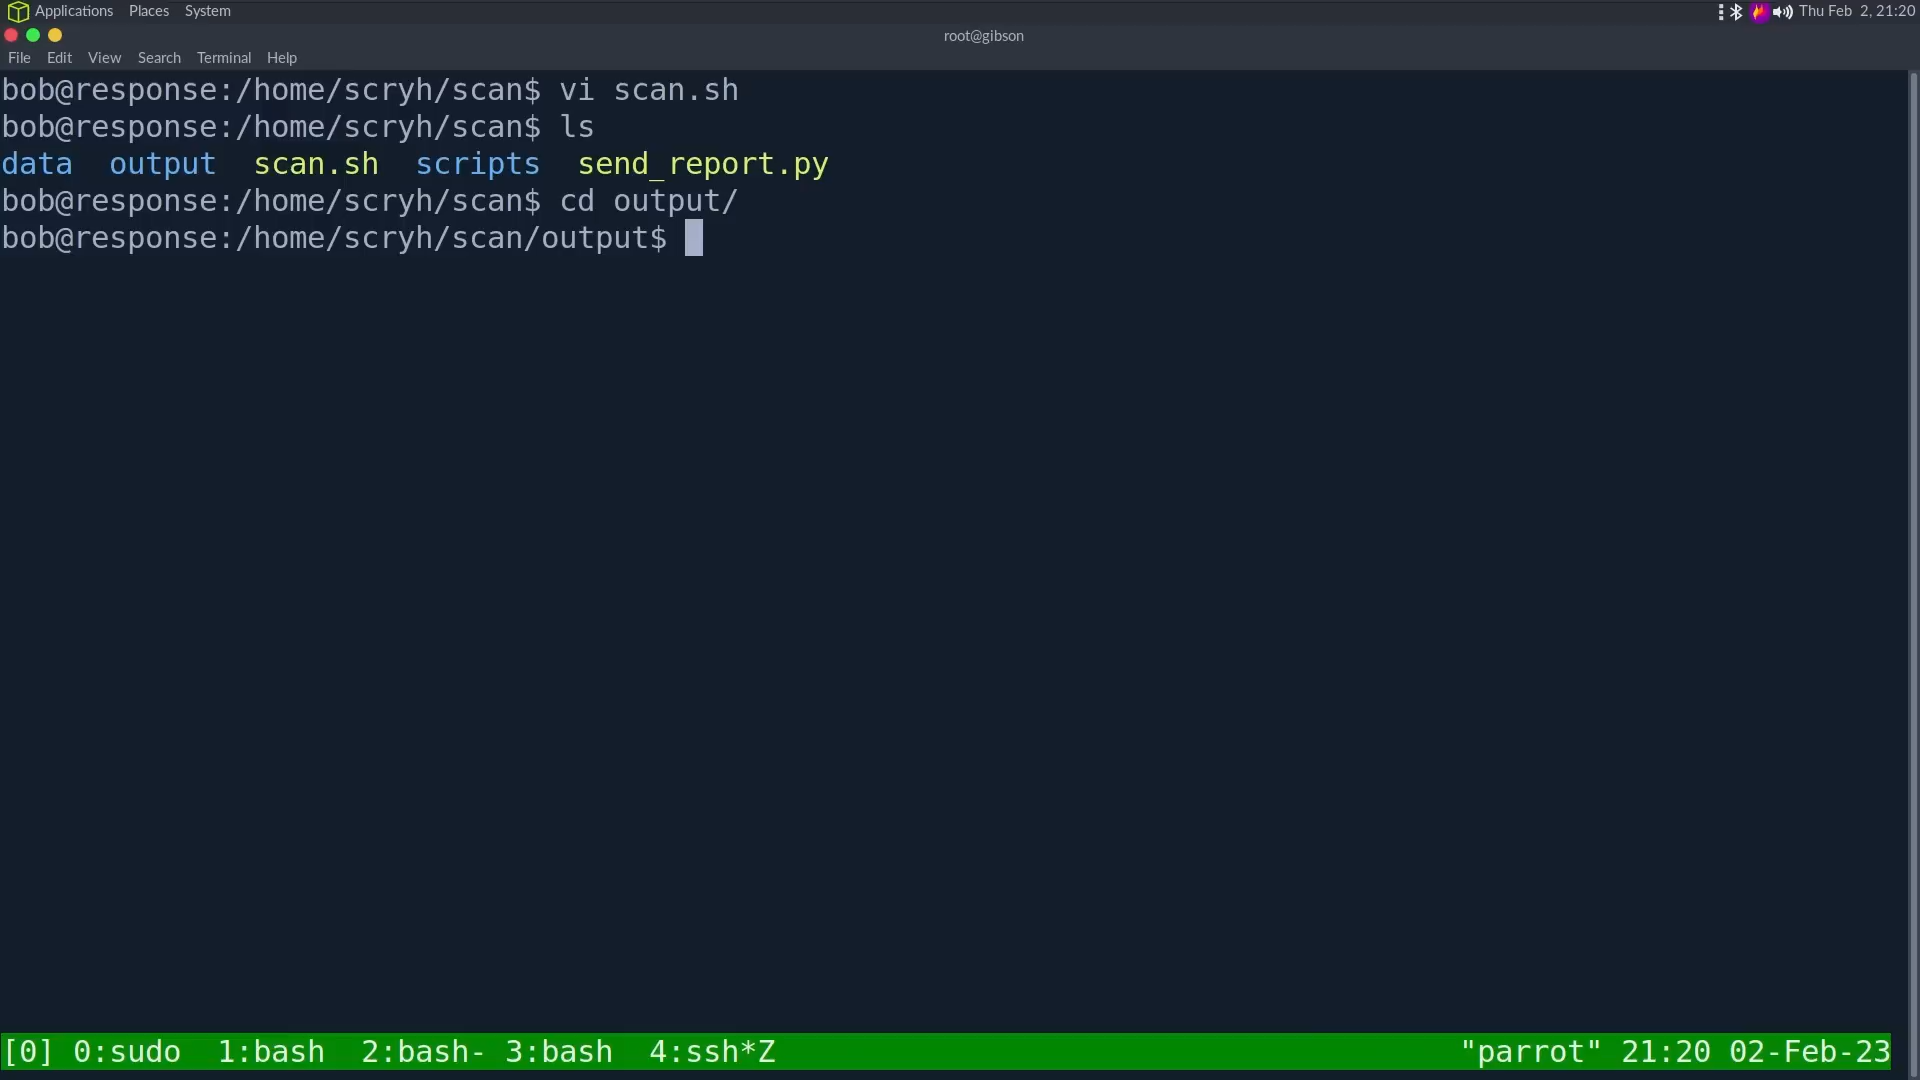 Applications Places System Thu Feb 2, 21:20
root@gibson
File Edit View Search Terminal Help
bob@response:/home/scryh/scan$ vi scan.sh
bob@response:/home/scryh/scan$ ls
data output scan.sh scripts send_report.py
bob@response:/home/scryh/scan$ cd output/
bob@response:/home/scryh/scan/output$
[0] 0:sudo 1:bash 2:bash- 3:bash 4:ssh*Z "parrot" 21:20 02-Feb-23